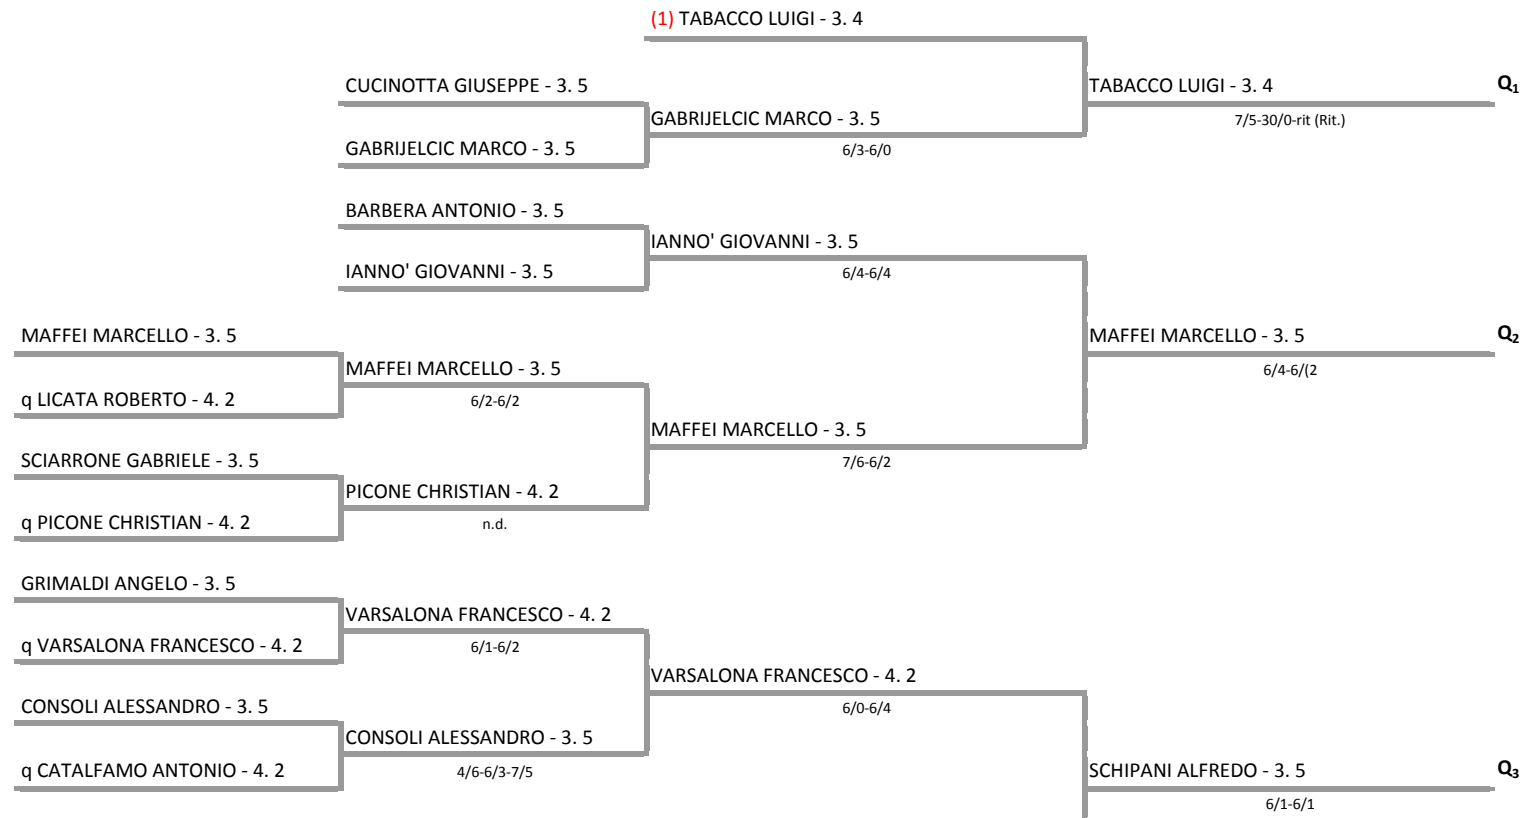 (1) TABACCO LUIGI - 3. 4
CUCINOTTA GIUSEPPE - 3. 5
TABACCO LUIGI - 3. 4
Q1
GABRIJELCIC MARCO - 3. 5
7/5-30/0-rit (Rit.)
GABRIJELCIC MARCO - 3. 5
6/3-6/0
BARBERA ANTONIO - 3. 5
IANNO' GIOVANNI - 3. 5
IANNO' GIOVANNI - 3. 5
6/4-6/4
MAFFEI MARCELLO - 3. 5
MAFFEI MARCELLO - 3. 5
Q2
MAFFEI MARCELLO - 3. 5
6/4-6/(2
q LICATA ROBERTO - 4. 2
6/2-6/2
MAFFEI MARCELLO - 3. 5
SCIARRONE GABRIELE - 3. 5
7/6-6/2
PICONE CHRISTIAN - 4. 2
q PICONE CHRISTIAN - 4. 2
n.d.
GRIMALDI ANGELO - 3. 5
VARSALONA FRANCESCO - 4. 2
q VARSALONA FRANCESCO - 4. 2
6/1-6/2
VARSALONA FRANCESCO - 4. 2
CONSOLI ALESSANDRO - 3. 5
6/0-6/4
CONSOLI ALESSANDRO - 3. 5
q CATALFAMO ANTONIO - 4. 2
4/6-6/3-7/5
SCHIPANI ALFREDO - 3. 5
Q3
6/1-6/1